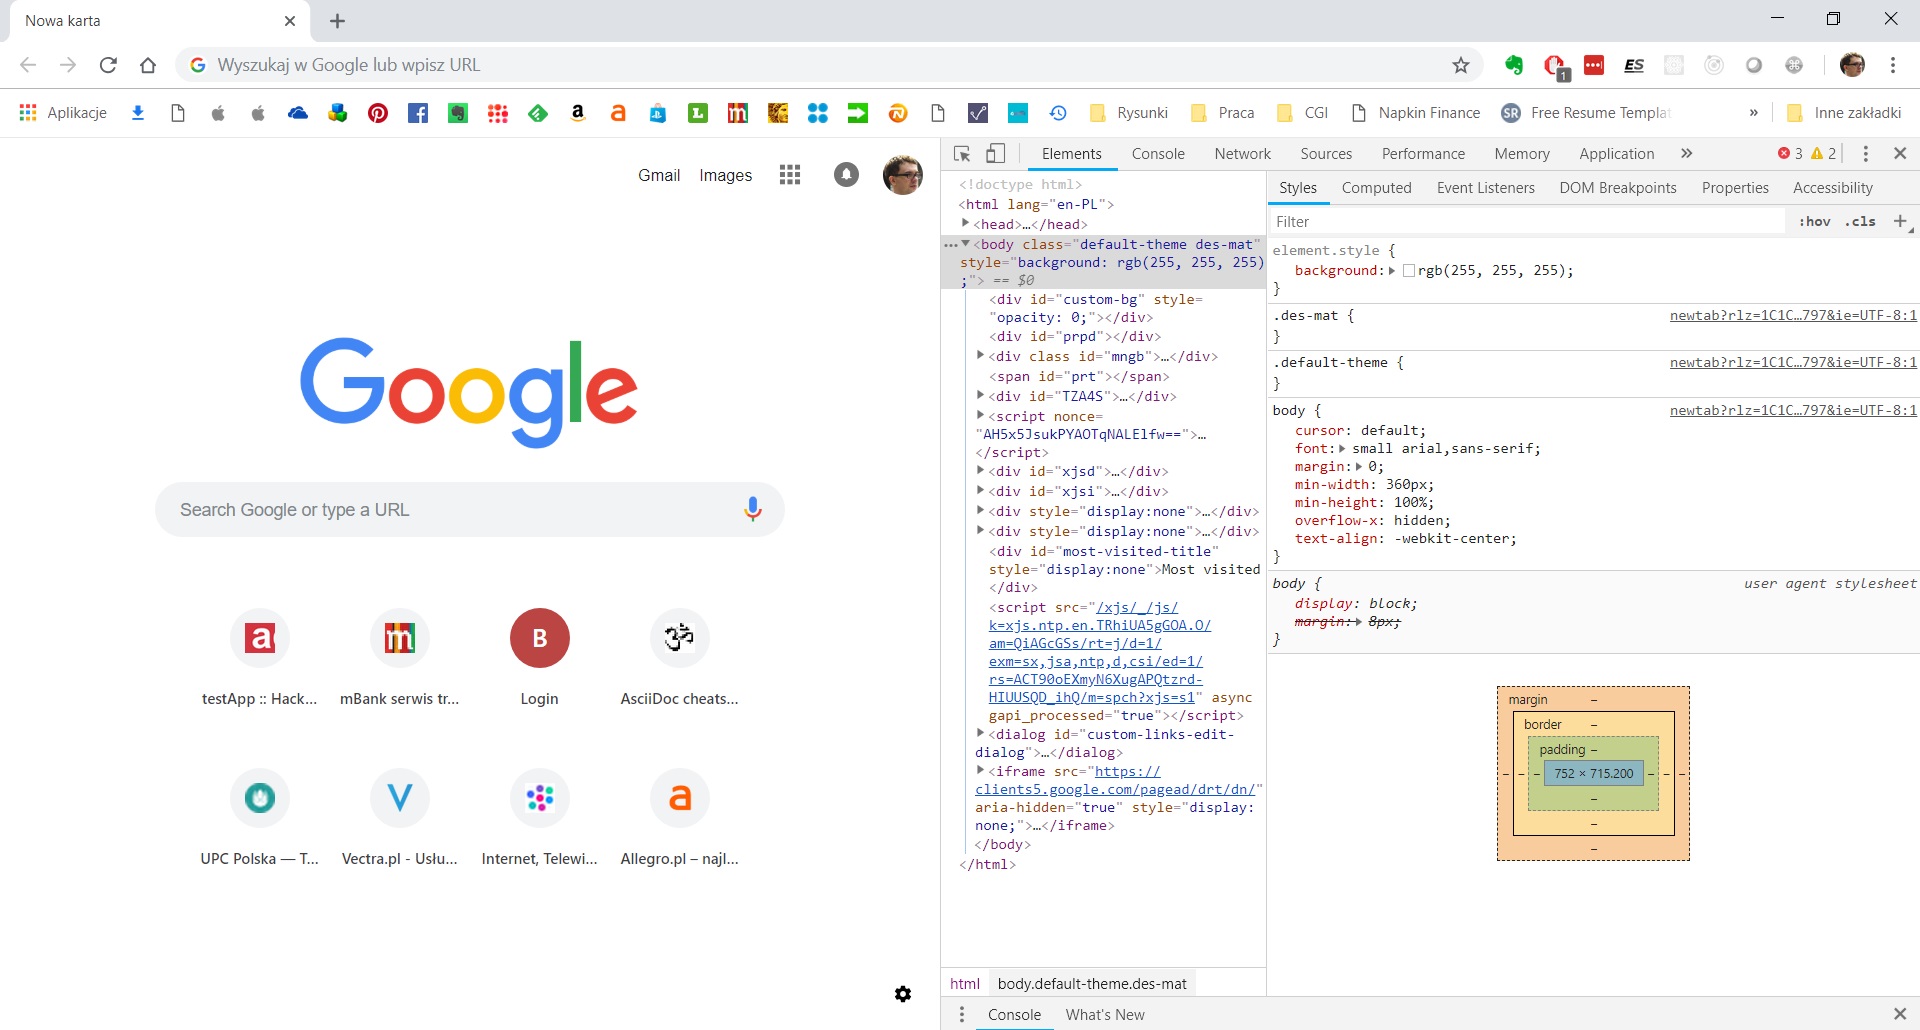 Nowa karta
Wyszukaj w Google lub wpisz URL
1
ES
Aplikacje
Rysunki
Praca
CGI
Napkin Finance
SR
Free Resume Templat
»
Inne zakładki
Gmail
Images
Google
Search Google or type a URL
testApp :: Hack...
mBank serwis tr...
B
Login
AsciiDoc cheats...
UPC Polska — T...
Vectra.pl - Usłu...
Internet, Telewi...
Allegro.pl – najl...
Elements
Console
Network
Sources
Performance
Memory
Application
»
3
2
<!doctype html>
<html lang="en-PL">
<head>…</head>
<body class="default-theme des-mat"
style="background: rgb(255, 255, 255)
;"> == $0
<div id="custom-bg" style=
"opacity: 0;"></div>
<div id="prpd"></div>
<div class id="mngb">…</div>
<span id="prt"></span>
<div id="TZA4S">…</div>
<script nonce=
"AH5x5JsukPYAOTqNALElfw==">…
</script>
<div id="xjsd">…</div>
<div id="xjsi">…</div>
<div style="display:none">…</div>
<div style="display:none">…</div>
<div id="most-visited-title"
style="display:none">Most visited
</div>
<script src="/xjs/_/js/
k=xjs.ntp.en.TRhiUA5gGOA.O/
am=QiAGcGSs/rt=j/d=1/
exm=sx,jsa,ntp,d,csi/ed=1/
rs=ACT90oEXmyN6XugAPQtzrd-
HIUUSQD_ihQ/m=spch?xjs=s1" async
gapi_processed="true"></script>
<dialog id="custom-links-edit-
dialog">…</dialog>
<iframe src="https://
clients5.google.com/pagead/drt/dn/"
aria-hidden="true" style="display:
none;">…</iframe>
</body>
</html>
html
body.default-theme.des-mat
Styles
Computed
Event Listeners
DOM Breakpoints
Properties
Accessibility
Filter
:hov
.cls
element.style {
background: rgb(255, 255, 255);
}
.des-mat {
newtab?rlz=1C1C…797&ie=UTF-8:1
}
.default-theme {
newtab?rlz=1C1C…797&ie=UTF-8:1
}
body {
newtab?rlz=1C1C…797&ie=UTF-8:1
cursor: default;
font: small arial,sans-serif;
margin: 0;
min-width: 360px;
min-height: 100%;
overflow-x: hidden;
text-align: -webkit-center;
}
body {
user agent stylesheet
display: block;
margin: 8px;
}
margin
–
border
–
padding
–
– – – 752 × 715.200 – – –
–
–
–
Console
What's New